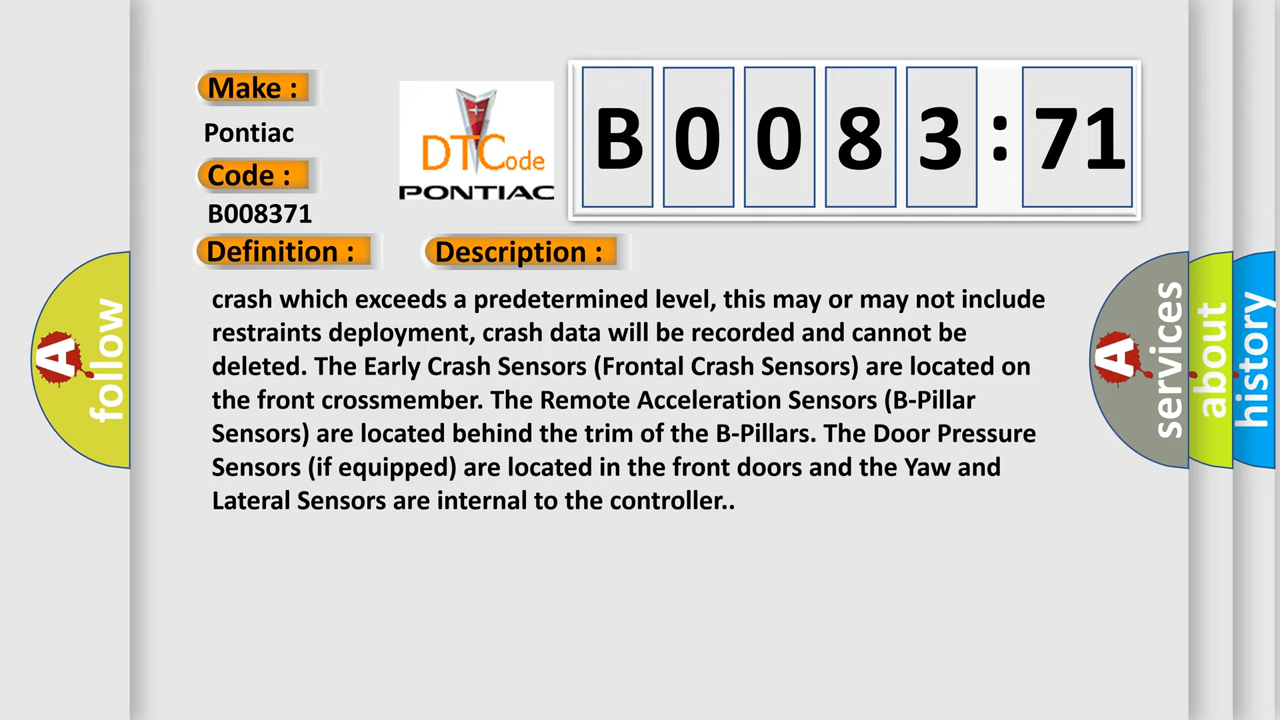 Make :
Pontiac
Code :
B008371
DTCode
PONTIAC
B0083:71
Definition :
Description :
crash which exceeds a predetermined level, this may or may not include
restraints deployment, crash data will be recorded and cannot be
deleted. The Early Crash Sensors (Frontal Crash Sensors) are located on
the front crossmember. The Remote Acceleration Sensors (B-Pillar
Sensors) are located behind the trim of the B-Pillars. The Door Pressure
Sensors (if equipped) are located in the front doors and the Yaw and
Lateral Sensors are internal to the controller..
A follow
A services
about
history